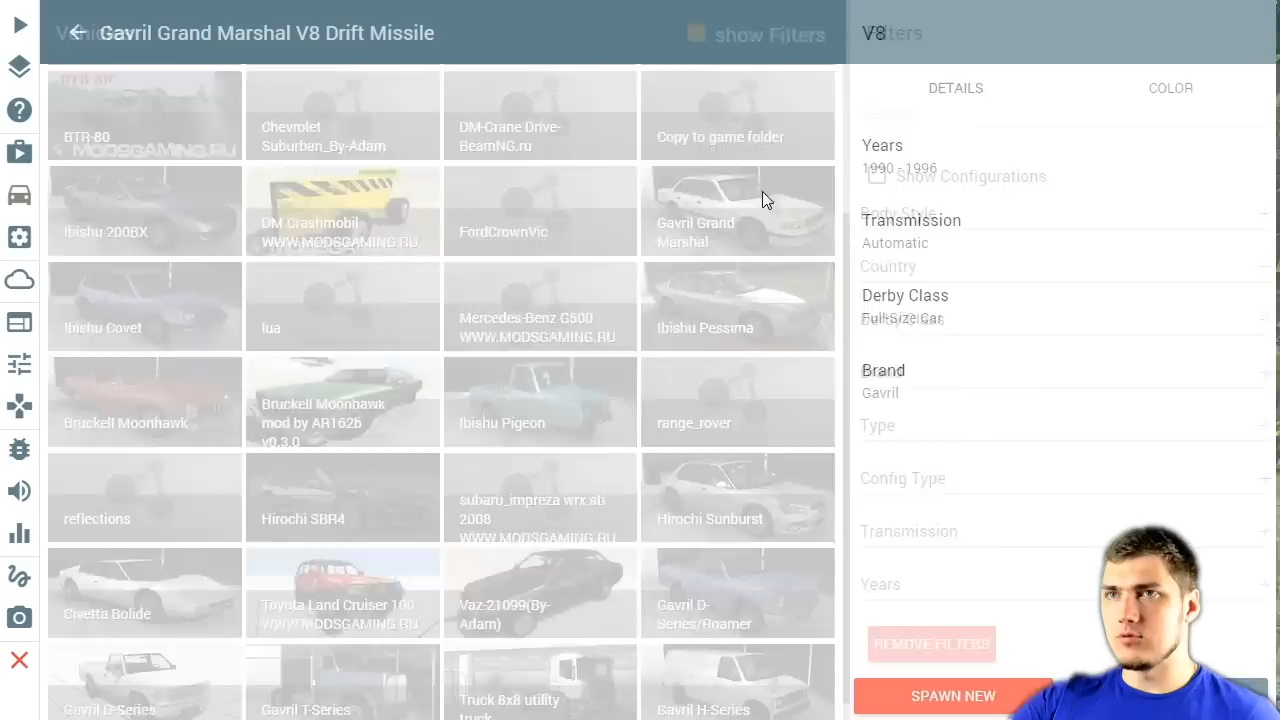 Gavril Grand Marshal V8 Drift Missile
show Filters
V8
Filters
DETAILS
COLOR
BTR-80
MODSGAMING.RU
Chevrolet
Suburban_By-Adam
DM-Crane Drive-
BeamNG.ru
Copy to game folder
Years
1990 - 1996
Show Configurations
Ibishu 200BX
DM Crashmobil
WWW.MODSGAMING.RU
FordCrownVic
Gavril Grand
Marshal
Body Style
Transmission
Automatic
Country
Ibishu Covet
lua
Mercedes-Benz G500
WWW.MODSGAMING.RU
Ibishu Pessima
Derby Class
Full-Size Car
Derby Class
Bruckell Moonhawk
Bruckell Moonhawk
mod by AR162b
v0.3.0
Ibishu Pigeon
range_rover
Brand
Gavril
Type
reflections
Hirochi SBR4
subaru_impreza wrx sti
2008
WWW.MODSGAMING.RU
Hirochi Sunburst
Config Type
Transmission
Civetta Bolide
Toyota Land Cruiser 100
WWW.MODSGAMING.RU
Vaz-21099(By-
Adam)
Gavril D-
Series/Roamer
Years
REMOVE FILTERS
Gavril D-Series
Gavril T-Series
Truck 8x8 utility
truck
Gavril H-Series
SPAWN NEW